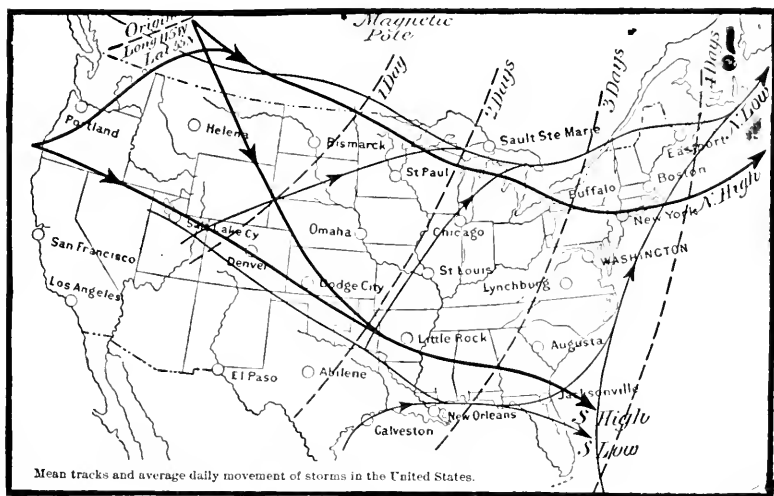 Origin
Long 115 W
Lat 55 N
Magnetic
Pole
1 Day
2 Days
3 Days
4 Days
N. Low
N. High
Portland
Helena
Bismarck
Sault Ste Marie
St Paul
Eastport
Buffalo
Boston
New York
Salt Lake Cy
Omaha
Chicago
San Francisco
Denver
WASHINGTON
St Louis
Dodge City
Lynchburg
Los Angeles
Little Rock
Augusta
El Paso
Abilene
Jacksonville
New Orleans
S. High
Galveston
S. Low
Mean tracks and average daily movement of storms in the United States.